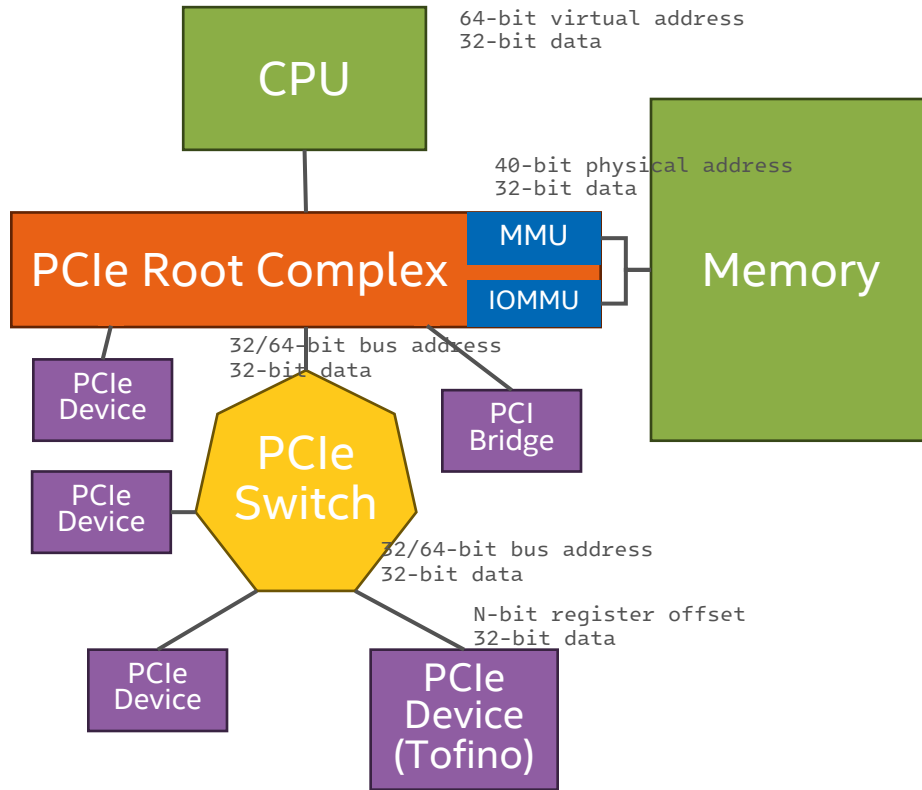 64-bit virtual address
32-bit data
CPU
40-bit physical address
32-bit data
MMU
PCIe Root Complex
Memory
IOMMU
32/64-bit bus address
32-bit data
PCIe
Device
PCI
Bridge
PCIe
Switch
PCIe
Device
32/64-bit bus address
32-bit data
N-bit register offset
32-bit data
PCIe
Device
PCIe
Device
(Tofino)